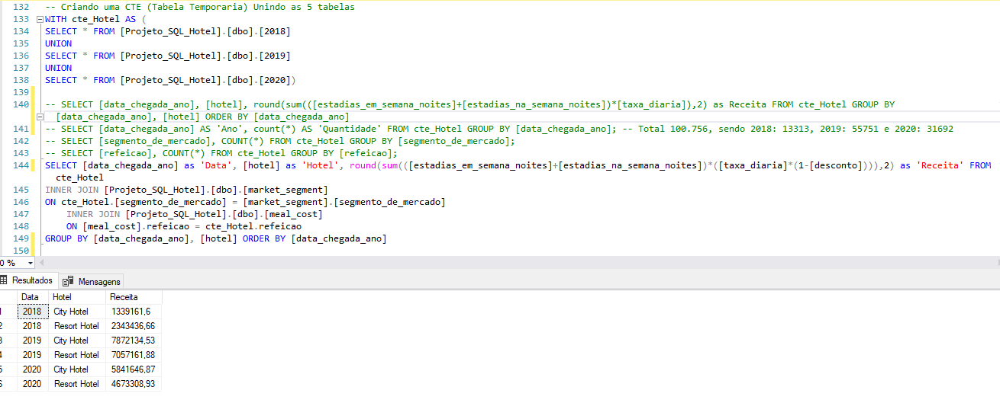 132 -- Criando uma CTE (Tabela Temporaria) Unindo as 5 tabelas
133 WITH cte_Hotel AS (
134 SELECT * FROM [Projeto_SQL_Hotel].[dbo].[2018]
135 UNION
136 SELECT * FROM [Projeto_SQL_Hotel].[dbo].[2019]
137 UNION
138 SELECT * FROM [Projeto_SQL_Hotel].[dbo].[2020])
139
140 -- SELECT [data_chegada_ano], [hotel], round(sum(([estadias_em_semana_noites]+[estadias_na_semana_noites])*[taxa_diaria]),2) as Receita FROM cte_Hotel GROUP BY
[data_chegada_ano], [hotel] ORDER BY [data_chegada_ano]
141 -- SELECT [data_chegada_ano] AS 'Ano', count(*) AS 'Quantidade' FROM cte_Hotel GROUP BY [data_chegada_ano]; -- Total 100.756, sendo 2018: 13313, 2019: 55751 e 2020: 31692
142 -- SELECT [segmento_de_mercado], COUNT(*) FROM cte_Hotel GROUP BY [segmento_de_mercado];
143 -- SELECT [refeicao], COUNT(*) FROM cte_Hotel GROUP BY [refeicao];
144 SELECT [data_chegada_ano] as 'Data', [hotel] as 'Hotel', round(sum(([estadias_em_semana_noites]+[estadias_na_semana_noites])*([taxa_diaria]*(1-[desconto]))),2) as 'Receita' FROM
cte_Hotel
145 INNER JOIN [Projeto_SQL_Hotel].[dbo].[market_segment]
146 ON cte_Hotel.[segmento_de_mercado] = [market_segment].[segmento_de_mercado]
147 INNER JOIN [Projeto_SQL_Hotel].[dbo].[meal_cost]
148 ON [meal_cost].refeicao = cte_Hotel.refeicao
149 GROUP BY [data_chegada_ano], [hotel] ORDER BY [data_chegada_ano]
150
0 %
Resultados Mensagens
Data Hotel Receita
1 2018 City Hotel 1339161,6
2 2018 Resort Hotel 2343436,66
3 2019 City Hotel 7872134,53
4 2019 Resort Hotel 7057161,88
5 2020 City Hotel 5841646,87
6 2020 Resort Hotel 4673308,93